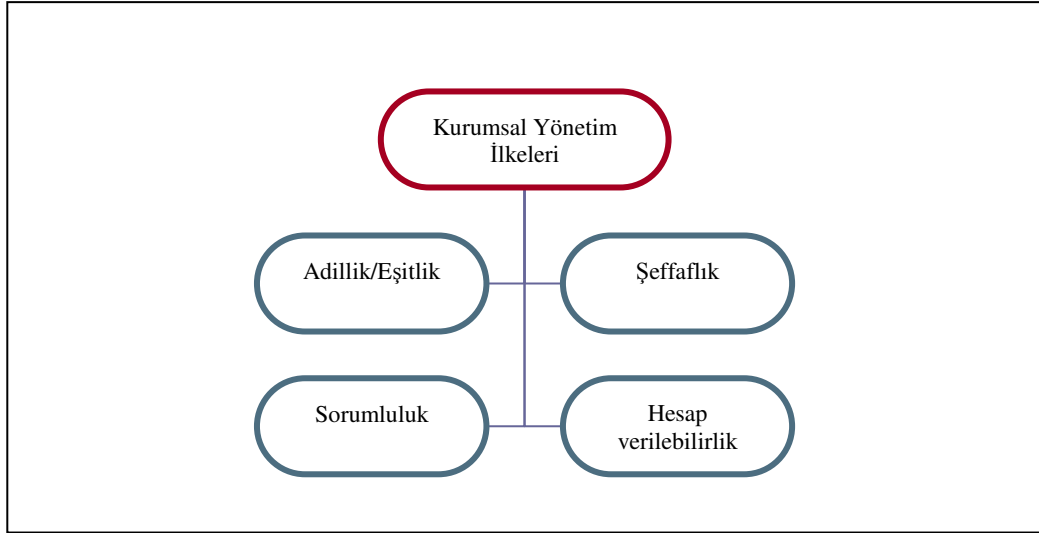 Kurumsal Yönetim
İlkeleri
Adillik/Eşitlik
Şeffaflık
Sorumluluk
Hesap
verilebilirlik